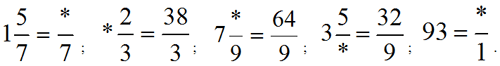 1 5/7 = */7 ; * 2/3 = 38/3 ; 7 */9 = 64/9 ; 3 5/* = 32/9 ; 93 = */1 .